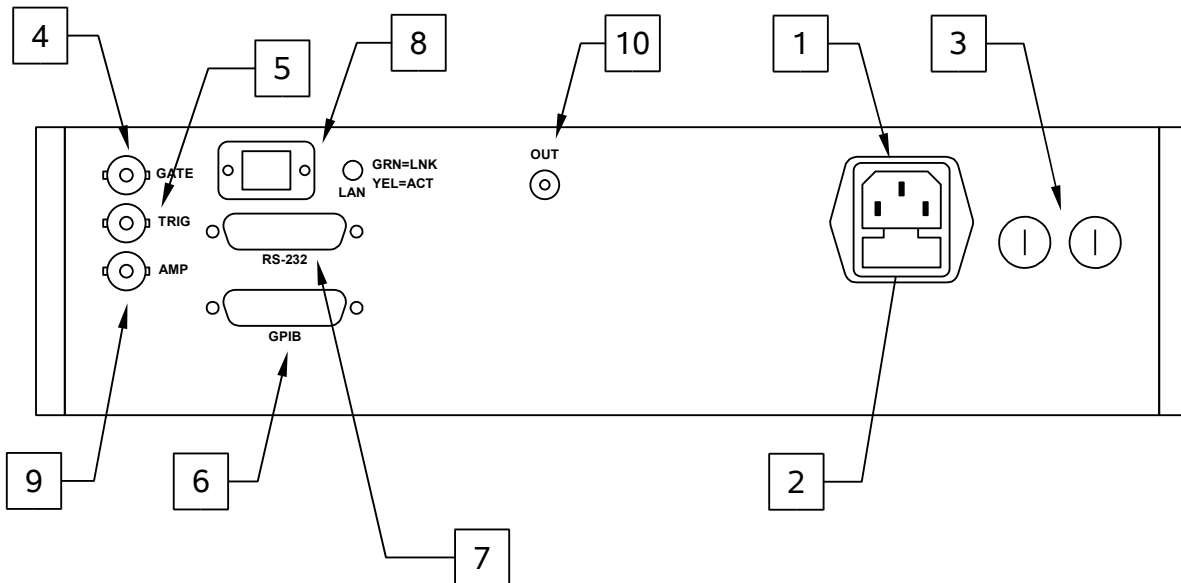 4
5
8
10
1
3
OUT
GATE
GRN=LNK
LAN
YEL=ACT
TRIG
AMP
RS-232
GPIB
9
6
7
2